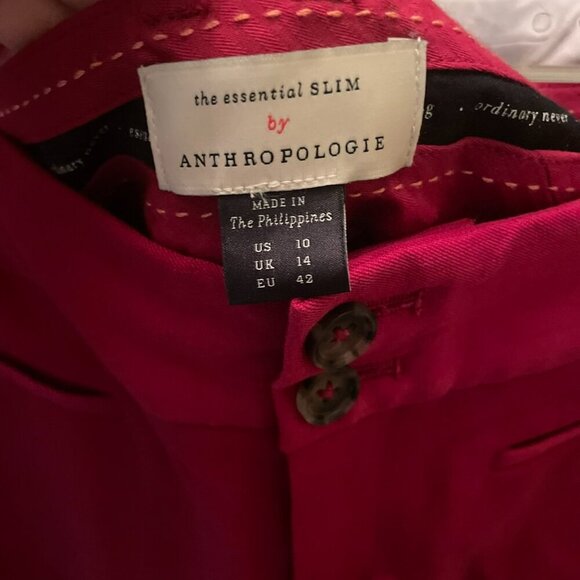 the essential SLIM
by
ANTHROPOLOGIE
MADE IN
The Philippines
US 10
UK 14
EU 42
· ordinary never